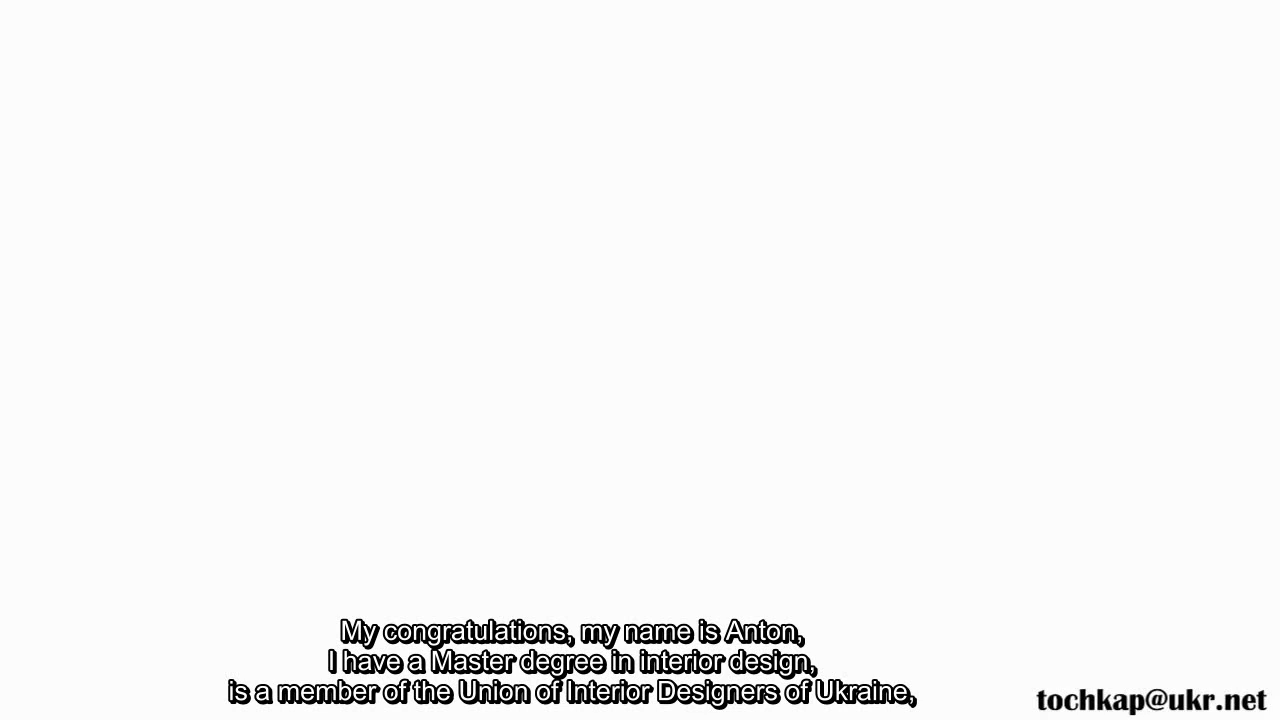 My congratulations, my name is Anton,
I have a Master degree in interior design,
is a member of the Union of Interior Designers of Ukraine,
tochkap@ukr.net